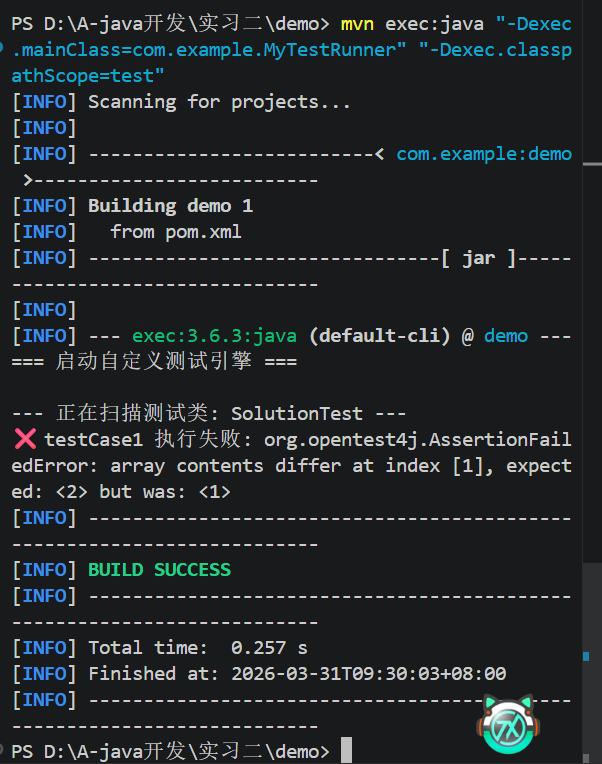 PS D:\A-java开发\实习二\demo> mvn exec:java "-Dexec
.mainClass=com.example.MyTestRunner" "-Dexec.classp
athScope=test"
[INFO] Scanning for projects...
[INFO]
[INFO] --------------------------< com.example:demo
 >--------------------------
[INFO] Building demo 1
[INFO]   from pom.xml
[INFO] --------------------------------[ jar ]-----
----------------------------
[INFO]
[INFO] --- exec:3.6.3:java (default-cli) @ demo ---
=== 启动自定义测试引擎 ===
--- 正在扫描测试类: SolutionTest ---
❌ testCase1 执行失败: org.opentest4j.AssertionFail
edError: array contents differ at index [1], expect
ed: <2> but was: <1>
[INFO] --------------------------------------------
----------------------------
[INFO] BUILD SUCCESS
[INFO] --------------------------------------------
----------------------------
[INFO] Total time:  0.257 s
[INFO] Finished at: 2026-03-31T09:30:03+08:00
[INFO] --------------------------------------------
----------------------------
PS D:\A-java开发\实习二\demo>
7X